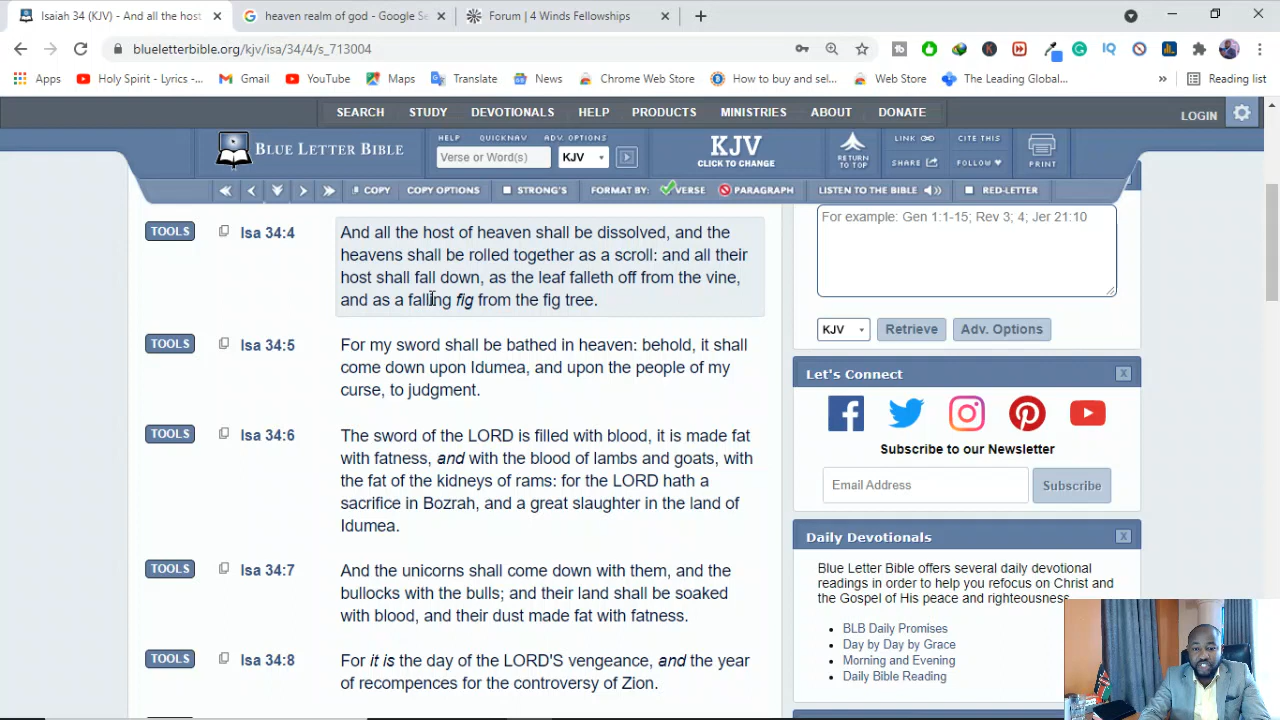 Isaiah 34 (KJV) - And all the host
heaven realm of god - Google Se
Forum | 4 Winds Fellowships
blueletterbible.org/kjv/isa/34/4/s_713004
Apps
Holy Spirit - Lyrics -...
Gmail
YouTube
Maps
Translate
News
Chrome Web Store
How to buy and sel...
Web Store
The Leading Global...
»
Reading list
SEARCH STUDY DEVOTIONALS HELP PRODUCTS MINISTRIES ABOUT DONATE
LOGIN
BLUE LETTER BIBLE
HELP QUICKNAV ADV. OPTIONS
Verse or Word(s)
KJV
KJV
CLICK TO CHANGE
RETURN
TO TOP
LINK
CITE THIS
SHARE
FOLLOW
PRINT
COPY COPY OPTIONS STRONG'S FORMAT BY: VERSE PARAGRAPH LISTEN TO THE BIBLE RED-LETTER
TOOLS Isa 34:4 And all the host of heaven shall be dissolved, and the
heavens shall be rolled together as a scroll: and all their
host shall fall down, as the leaf falleth off from the vine,
and as a falling fig from the fig tree.
TOOLS Isa 34:5 For my sword shall be bathed in heaven: behold, it shall
come down upon Idumea, and upon the people of my
curse, to judgment.
TOOLS Isa 34:6 The sword of the LORD is filled with blood, it is made fat
with fatness, and with the blood of lambs and goats, with
the fat of the kidneys of rams: for the LORD hath a
sacrifice in Bozrah, and a great slaughter in the land of
Idumea.
TOOLS Isa 34:7 And the unicorns shall come down with them, and the
bullocks with the bulls; and their land shall be soaked
with blood, and their dust made fat with fatness.
TOOLS Isa 34:8 For it is the day of the LORD'S vengeance, and the year
of recompences for the controversy of Zion.
For example: Gen 1:1-15; Rev 3; 4; Jer 21:10
KJV
Retrieve
Adv. Options
Let's Connect
Subscribe to our Newsletter
Email Address
Subscribe
Daily Devotionals
Blue Letter Bible offers several daily devotional
readings in order to help you refocus on Christ and
the Gospel of His peace and righteousness.
BLB Daily Promises
Day by Day by Grace
Morning and Evening
Daily Bible Reading